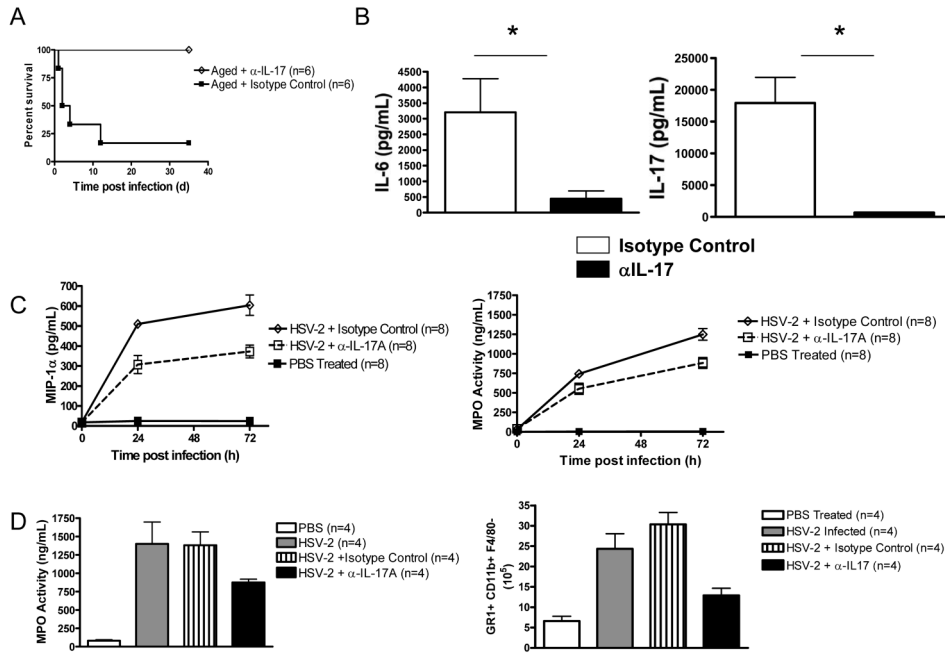 A
Percent survival
100
75
50
25
0
0 10 20 30 40
Time post infection (d)
Aged + α-IL-17 (n=6)
Aged + Isotype Control (n=6)
B
*
IL-6 (pg/mL)
4500
4000
3500
3000
2500
2000
1500
1000
500
0
*
IL-17 (pg/mL)
25000
20000
15000
10000
5000
0
Isotype Control
αIL-17
C
MIP-1α (pg/mL)
700
600
500
400
300
200
100
0
0 24 48 72
Time post infection (h)
HSV-2 + Isotype Control (n=8)
HSV-2 + α-IL-17A (n=8)
PBS Treated (n=8)
MPO Activity (ng/mL)
1750
1500
1250
1000
750
500
250
0
0 24 48 72
Time post infection (h)
HSV-2 + Isotype Control (n=8)
HSV-2 + α-IL-17A (n=8)
PBS Treated (n=8)
D
MPO Activity (ng/mL)
1750
1500
1250
1000
750
500
250
0
PBS (n=4)
HSV-2 (n=4)
HSV-2 +Isotype Control (n=4)
HSV-2 + α-IL-17A (n=4)
GR1+ CD11b+ F4/80-
(10⁵)
35
30
25
20
15
10
5
0
PBS Treated (n=4)
HSV-2 Infected (n=4)
HSV-2 + Isotype Control (n=4)
HSV-2 + α-IL17 (n=4)